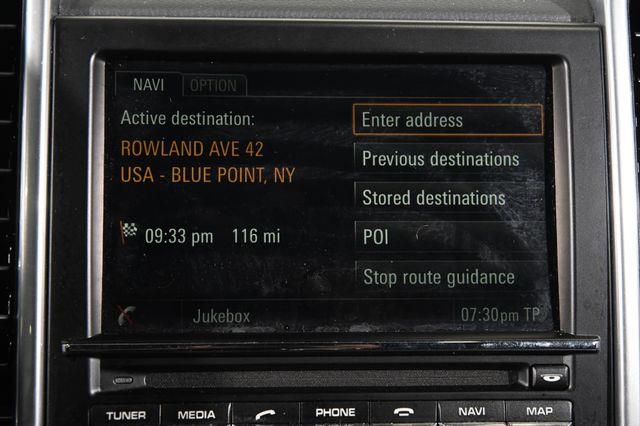 NAVI OPTION
Active destination:
ROWLAND AVE 42
USA - BLUE POINT, NY
09:33 pm 116 mi
Enter address
Previous destinations
Stored destinations
POI
Stop route guidance
Jukebox 07:30pm TP
TUNER MEDIA PHONE NAVI MAP